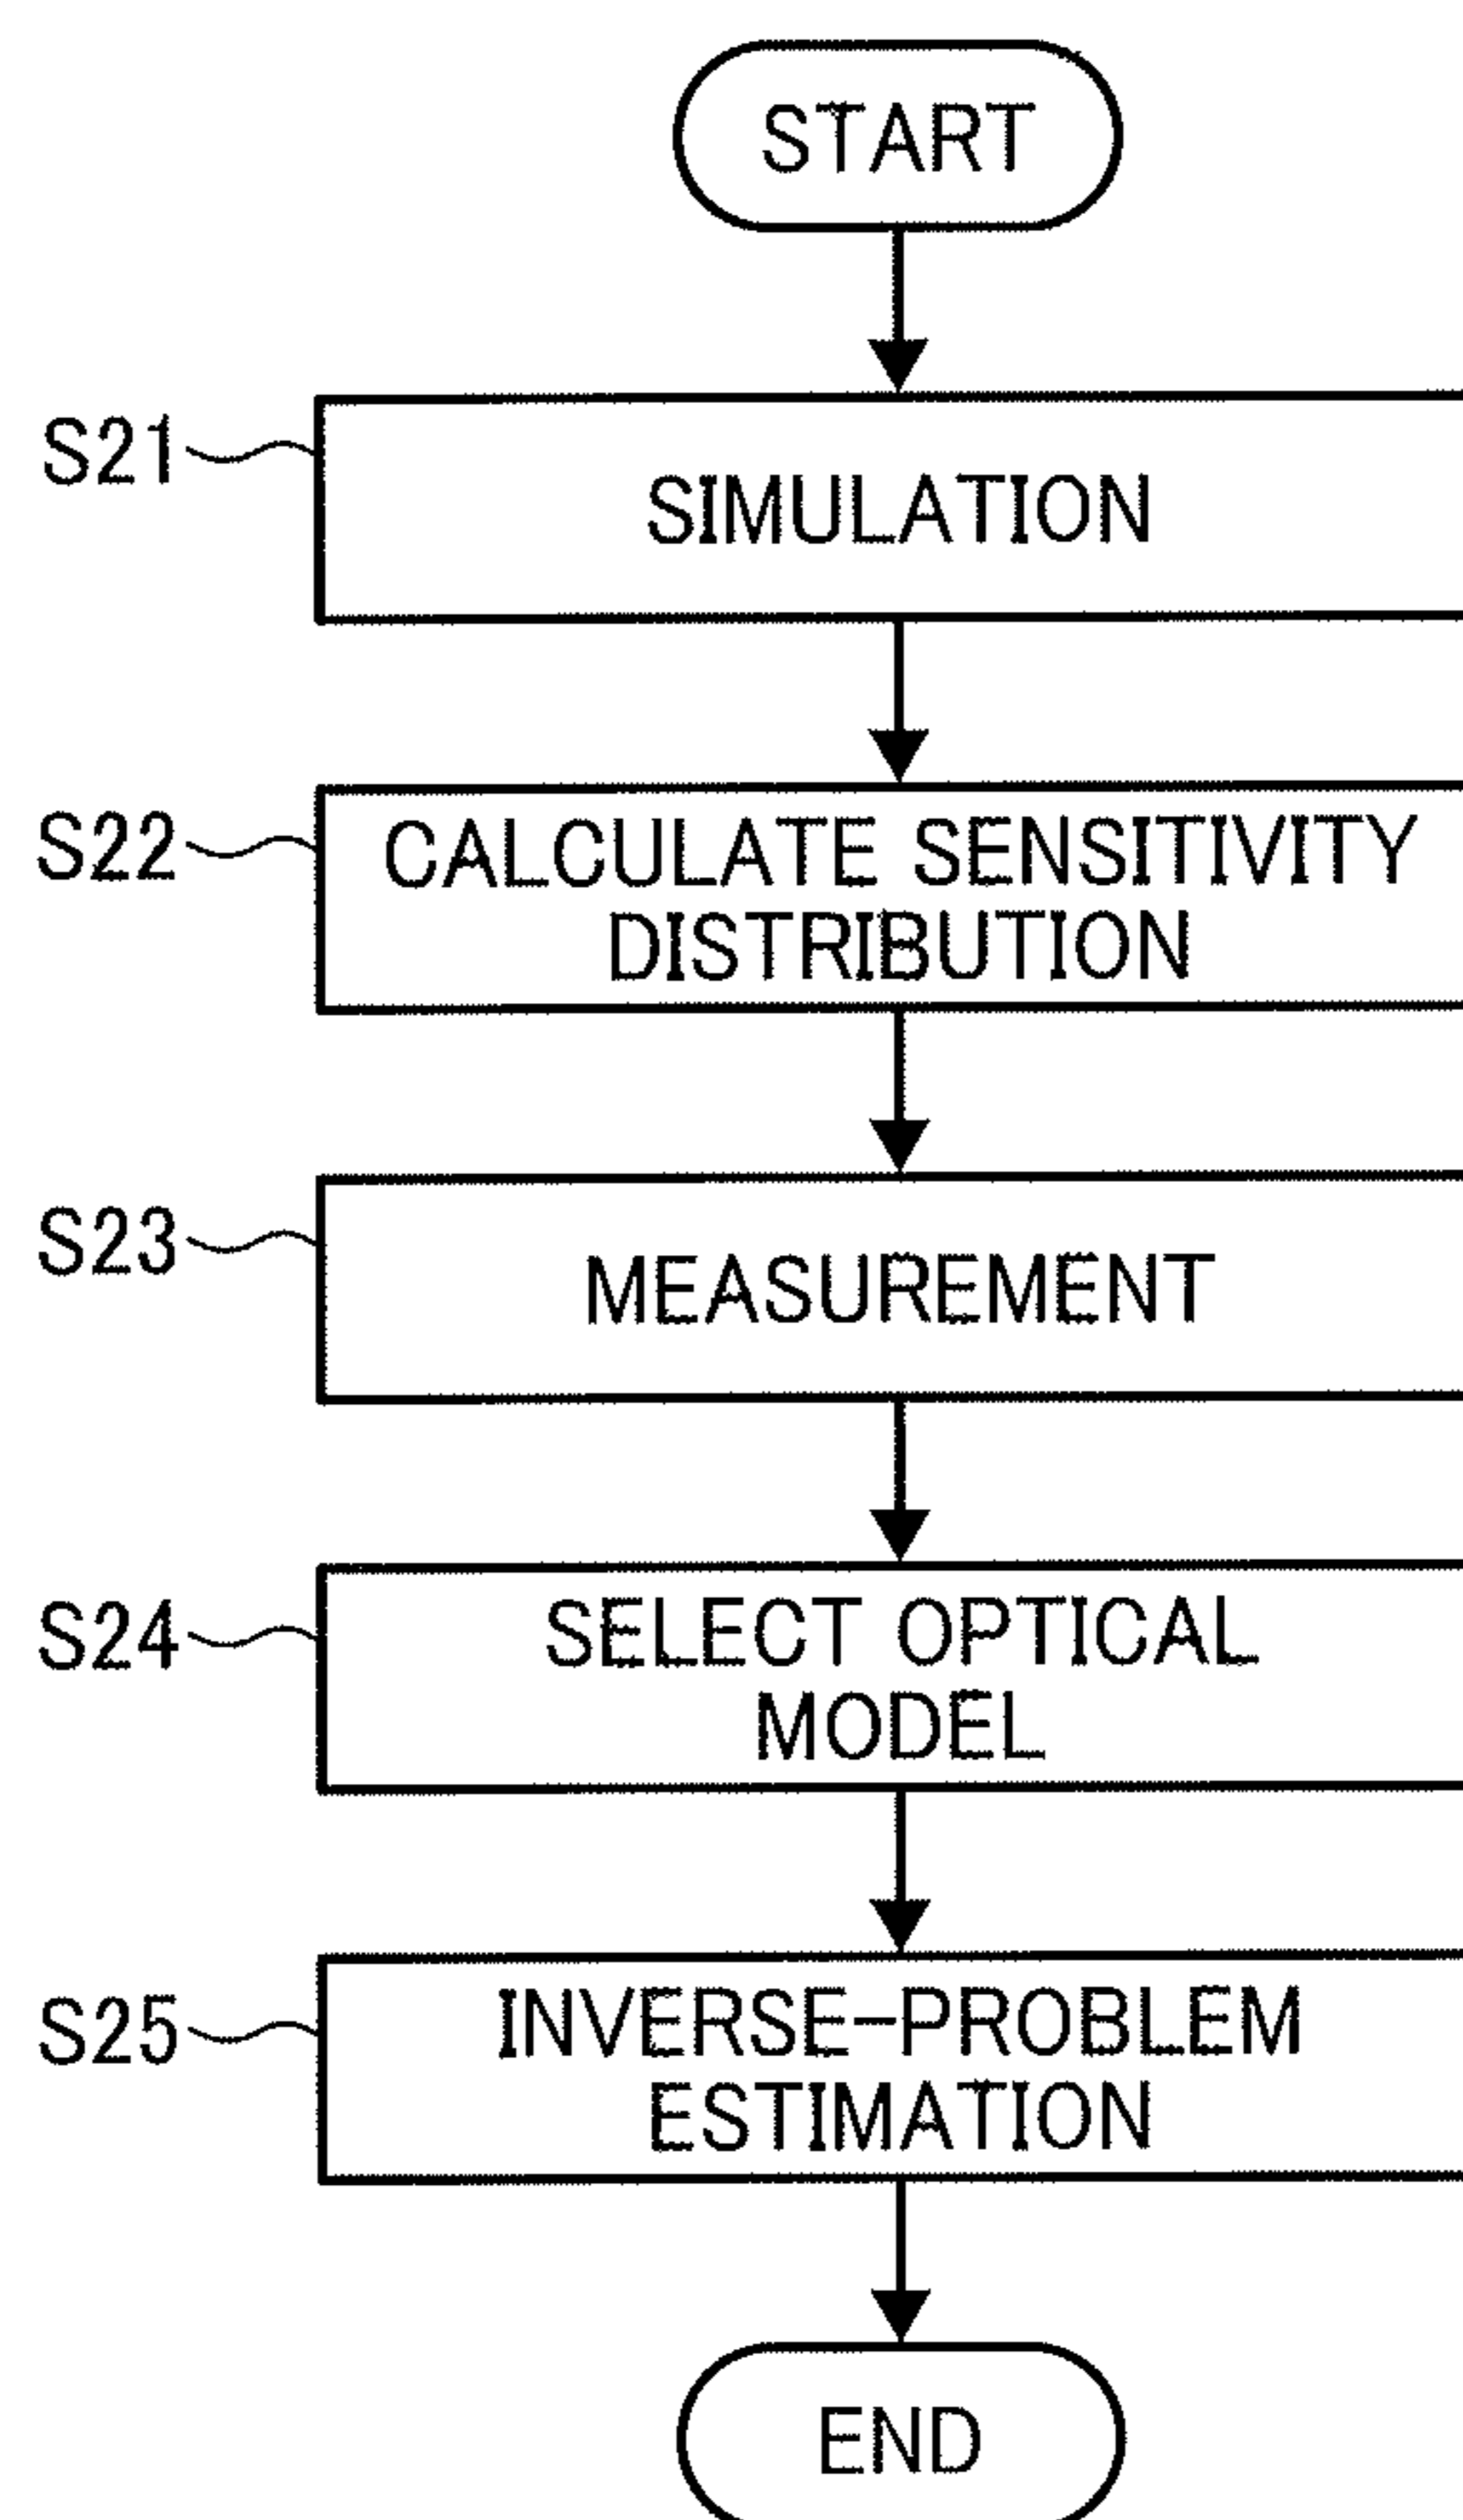 START
S21
SIMULATION
S22
CALCULATE SENSITIVITY
DISTRIBUTION
S23
MEASUREMENT
S24
SELECT OPTICAL
MODEL
S25
INVERSE-PROBLEM
ESTIMATION
END